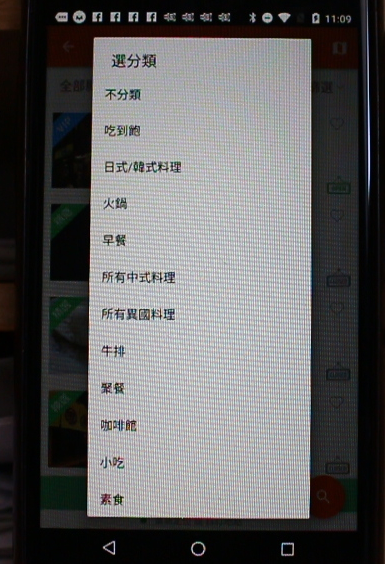 11:09
選分類
不分類
吃到飽
日式/韓式料理
火鍋
早餐
所有中式料理
所有異國料理
牛排
聚餐
咖啡館
小吃
素食